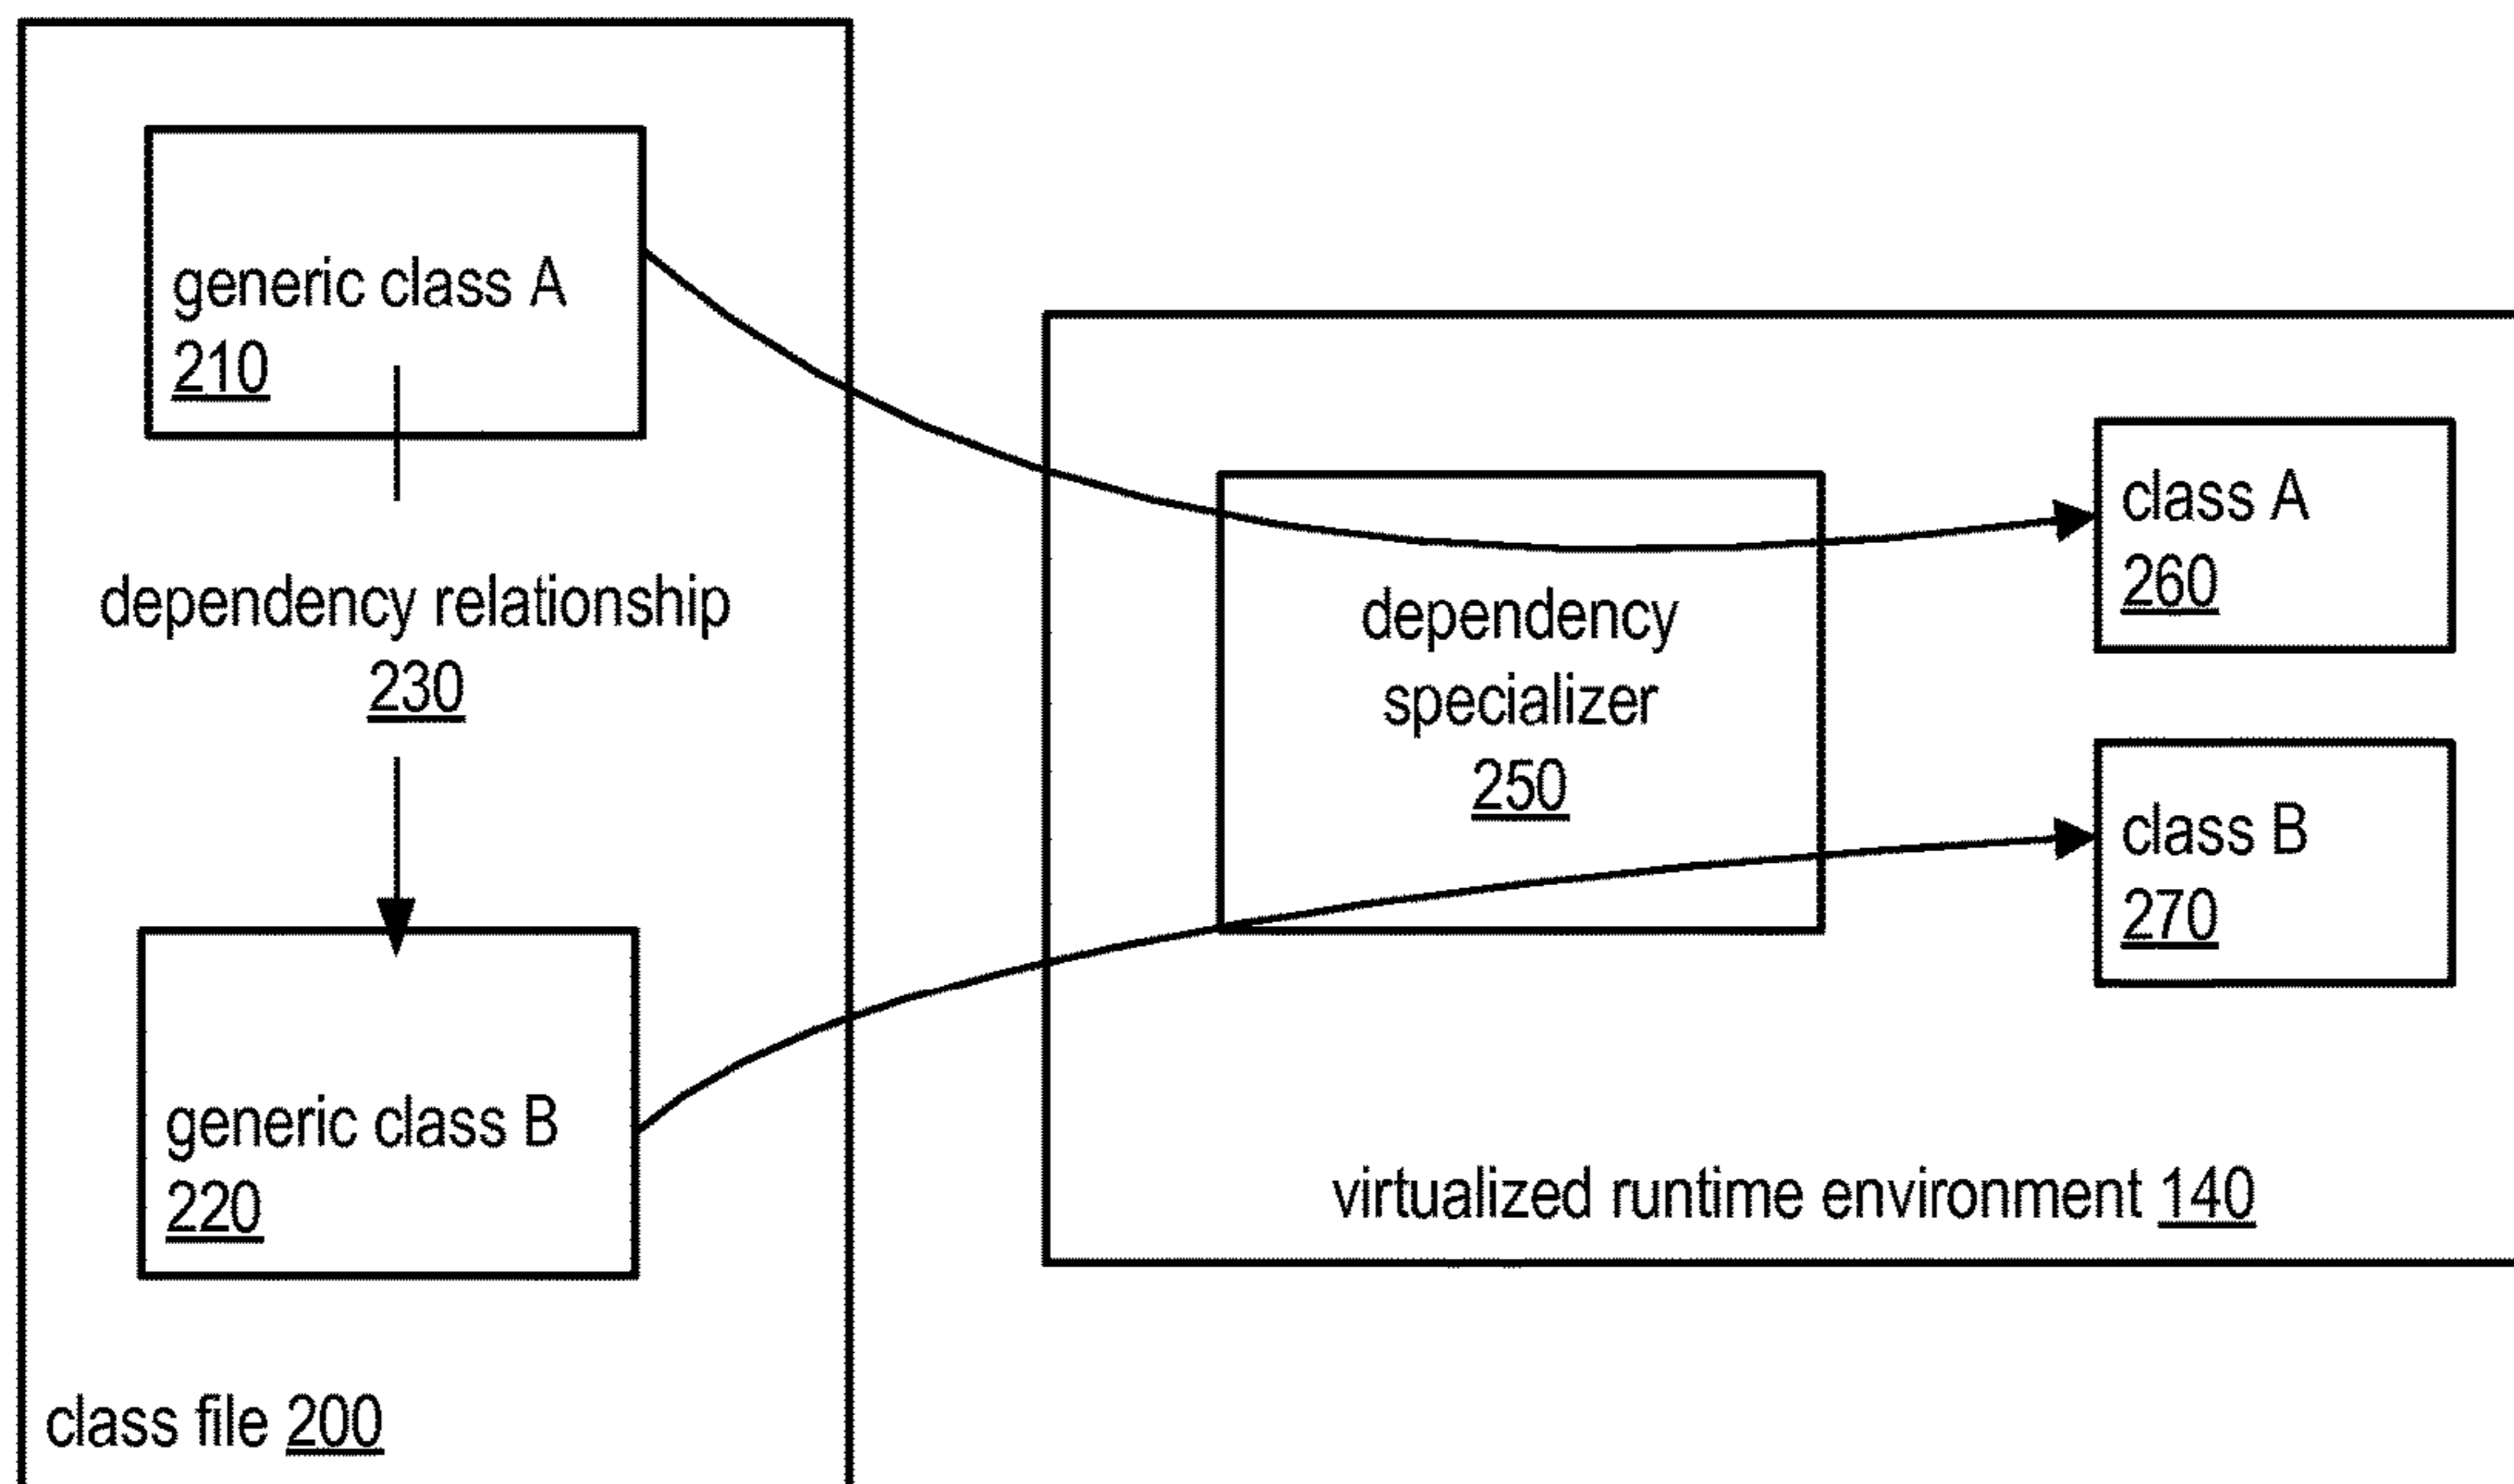 generic class A
210
dependency relationship
230
generic class B
220
class file 200
dependency
specializer
250
class A
260
class B
270
virtualized runtime environment 140